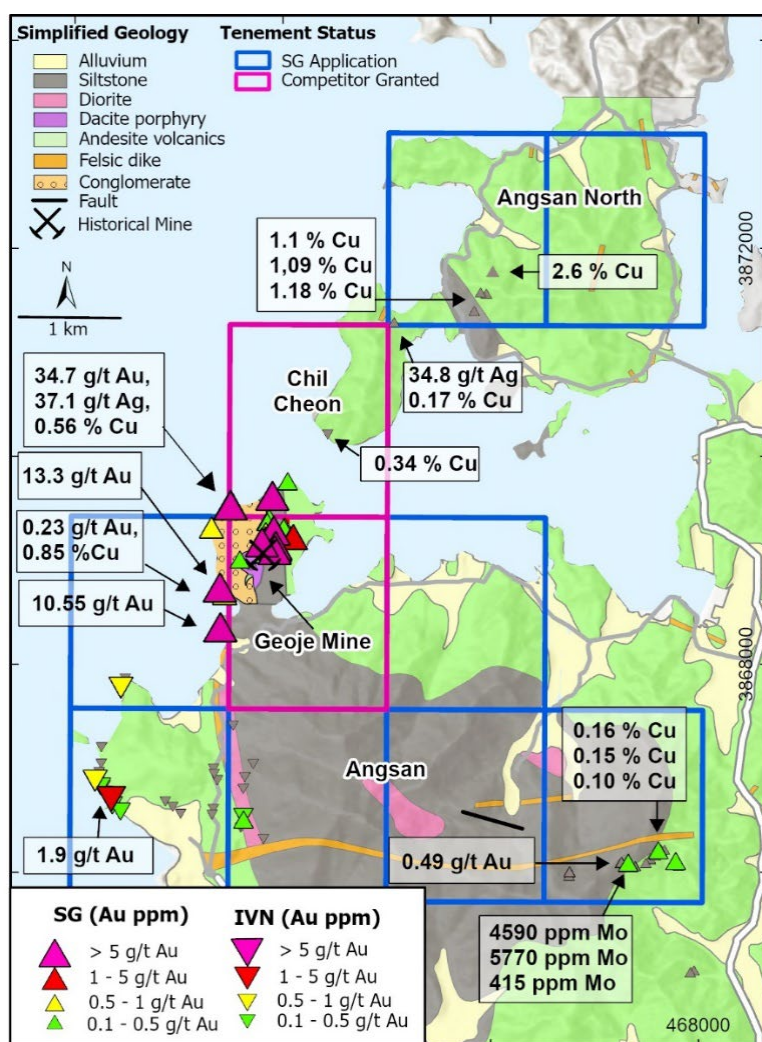 Simplified Geology
Alluvium
Siltstone
Diorite
Dacite porphyry
Andesite volcanics
Felsic dike
Conglomerate
Fault
Historical Mine
Tenement Status
SG Application
Competitor Granted
N
1 km
Angsan North
3872000
1.1 % Cu
1,09 % Cu
1.18 % Cu
2.6 % Cu
34.7 g/t Au,
37.1 g/t Ag,
0.56 % Cu
Chil
Cheon
34.8 g/t Ag
0.17 % Cu
0.34 % Cu
13.3 g/t Au
0.23 g/t Au,
0.85 %Cu
10.55 g/t Au
Geoje Mine
3868000
Angsan
0.16 % Cu
0.15 % Cu
0.10 % Cu
1.9 g/t Au
0.49 g/t Au
4590 ppm Mo
5770 ppm Mo
415 ppm Mo
468000
SG (Au ppm)
> 5 g/t Au
1 - 5 g/t Au
0.5 - 1 g/t Au
0.1 - 0.5 g/t Au
IVN (Au ppm)
> 5 g/t Au
1 - 5 g/t Au
0.5 - 1 g/t Au
0.1 - 0.5 g/t Au